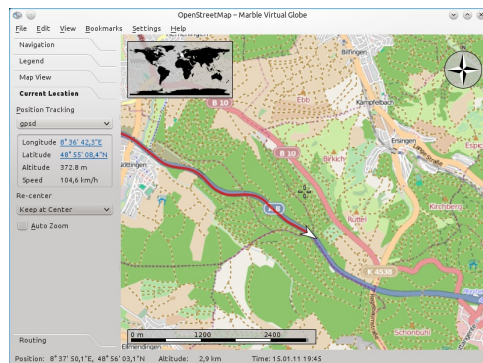 OpenStreetMap – Marble Virtual Globe
File Edit View Bookmarks Settings Help
Navigation
Legend
Map View
Current Location
Position Tracking
gpsd
Longitude 8° 36' 42,3"E
Latitude 48° 55' 08,4"N
Altitude 372.8 m
Speed 104,6 km/h
Re-center
Keep at Center
Auto Zoom
Routing
Bilfingen
B 10
Ebb
Kämpfelbach
Ersingen
B 10
Birkich
Rüttel
Kirchberg
K 4538
Schönbühl
0 m 1200 2400
Ellmendingen
Position: 8° 37' 50,1"E, 48° 56' 03,1"N Altitude: 2,9 km Time: 15.01.11 19:45